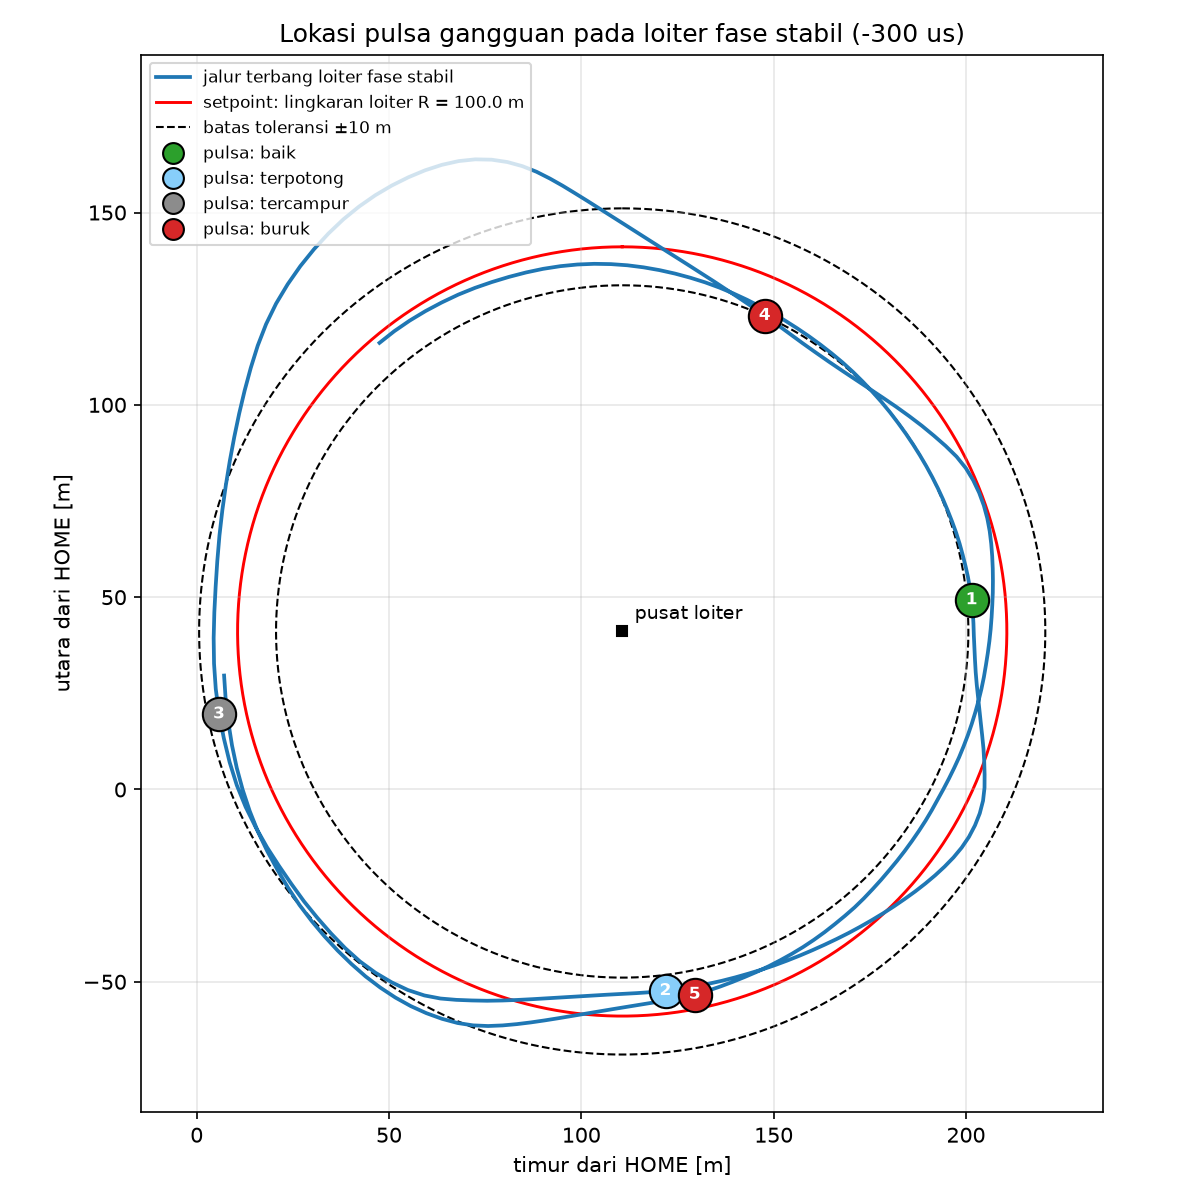 Lokasi pulsa gangguan pada loiter fase stabil (-300 us)
jalur terbang loiter fase stabil
setpoint: lingkaran loiter R = 100.0 m
batas toleransi ±10 m
pulsa: baik
pulsa: terpotong
pulsa: tercampur
pulsa: buruk
150
100
50
0
−50
utara dari HOME [m]
4
1
pusat loiter
3
2
5
0
50
100
150
200
timur dari HOME [m]